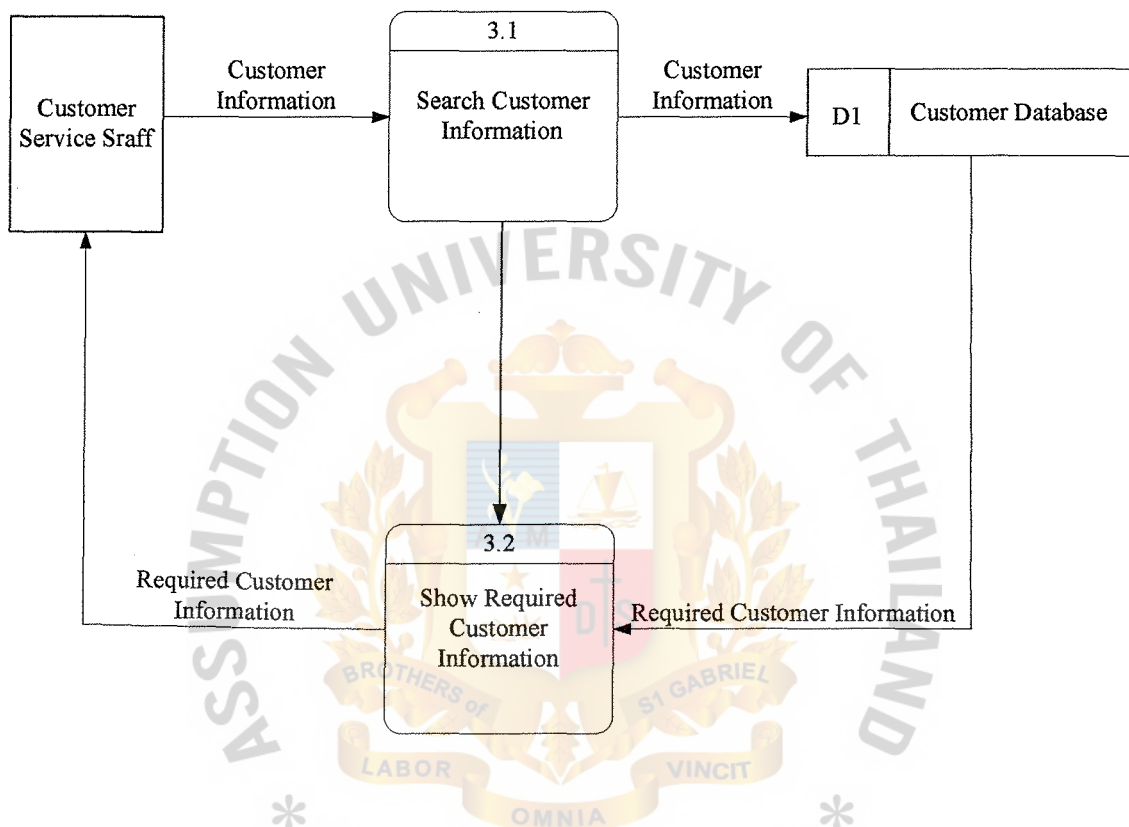 3.1
Customer
Information
Customer
Information
Customer
Service Sraff
Search Customer
Information
D1
Customer Database
ASSUMPTION UNIVERSITY OF THAILAND
A M
3.2
Required Customer
Information
Show Required
Customer
Information
D S
Required Customer Information
BROTHERS of
S1 GABRIEL
LABOR
VINCIT
OMNIA
*
*